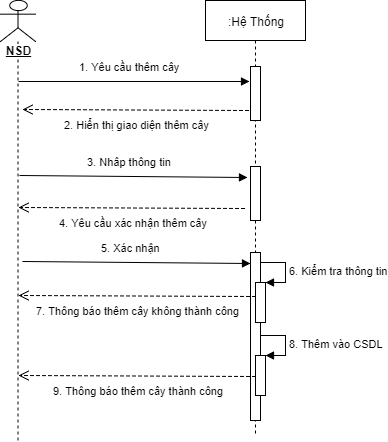 :Hệ Thống
NSD
1. Yêu cầu thêm cây
2. Hiển thị giao diện thêm cây
3. Nhâp thông tin
4. Yêu cầu xác nhận thêm cây
5. Xác nhận
6. Kiểm tra thông tin
7. Thông báo thêm cây không thành công
8. Thêm vào CSDL
9. Thông báo thêm cây thành công